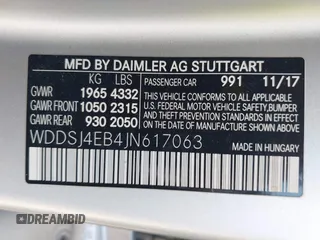 MFD BY DAIMLER AG STUTTGART
KG LBS
GVWR 1965 4332
GAWR FRONT 1050 2315
GAWR REAR 930 2050
PASSENGER CAR 991 11/17
THIS VEHICLE CONFORMS TO ALL APPLICABLE
U.S. FEDERAL MOTOR VEHICLE SAFETY, BUMPER
AND THEFT PREVENTION STANDARDS IN EFFECT
ON THE DATE OF MANUFACTURE SHOWN ABOVE.
WDDSJ4EB4JN617063
MADE IN HUNGARY
DREAMBID